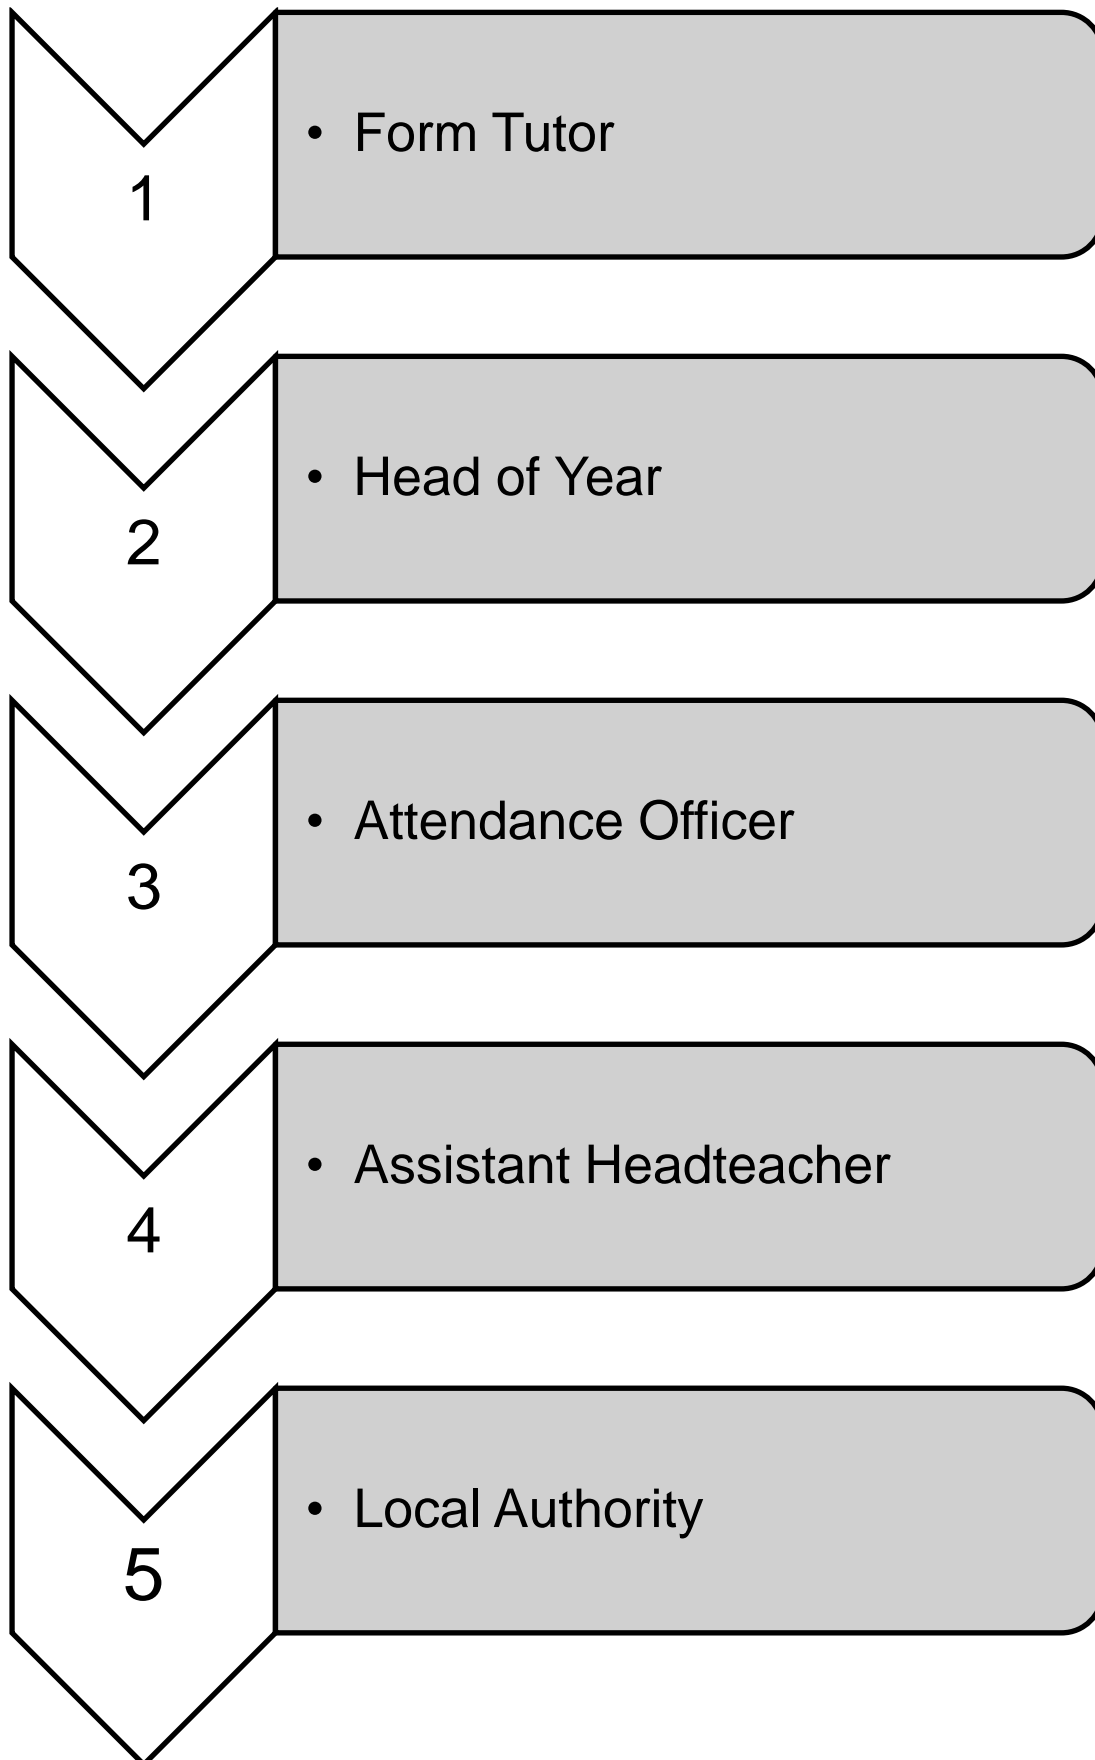 1
• Form Tutor
2
• Head of Year
3
• Attendance Officer
4
• Assistant Headteacher
5
• Local Authority